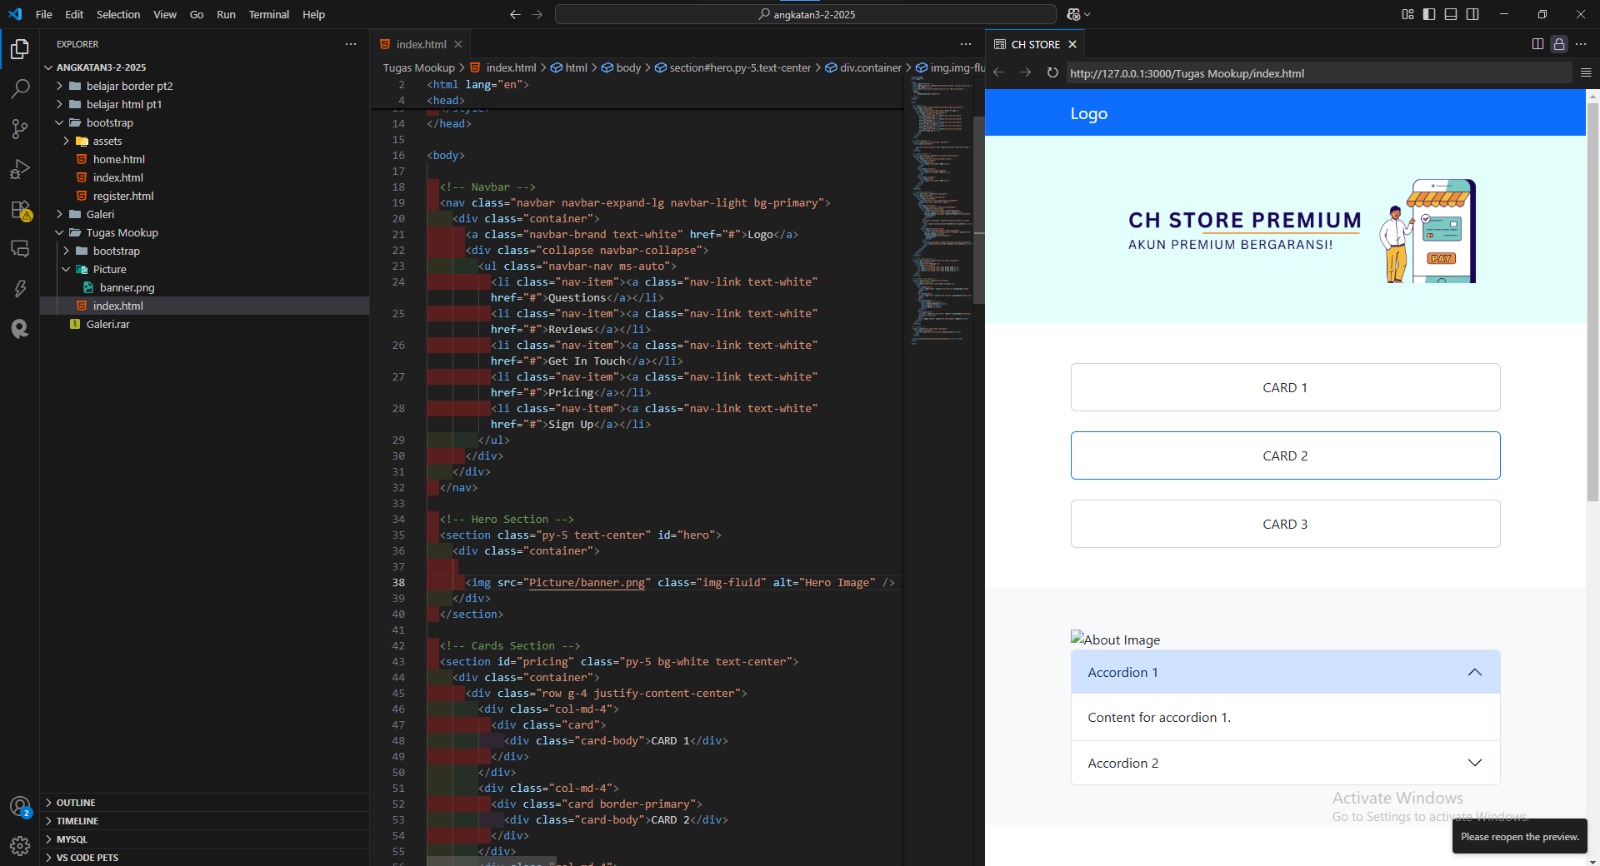 File Edit Selection View Go Run Terminal Help
angkatan3-2-2025
EXPLORER
ANGKATAN3-2-2025
belajar border pt2
belajar html pt1
bootstrap
assets
home.html
index.html
register.html
Galeri
Tugas Mookup
bootstrap
Picture
banner.png
index.html
Galeri.rar
OUTLINE
TIMELINE
MYSQL
VS CODE PETS
2
index.html
Tugas Mookup > index.html > html > body > section#hero.py-5.text-center > div.container > img.img-flu
2 <html lang="en">
4 <head>
14 </head>
15
16 <body>
17
18 <!-- Navbar -->
19 <nav class="navbar navbar-expand-lg navbar-light bg-primary">
20 <div class="container">
21 <a class="navbar-brand text-white" href="#">Logo</a>
22 <div class="collapse navbar-collapse">
23 <ul class="navbar-nav ms-auto">
24 <li class="nav-item"><a class="nav-link text-white"
href="#">Questions</a></li>
25 <li class="nav-item"><a class="nav-link text-white"
href="#">Reviews</a></li>
26 <li class="nav-item"><a class="nav-link text-white"
href="#">Get In Touch</a></li>
27 <li class="nav-item"><a class="nav-link text-white"
href="#">Pricing</a></li>
28 <li class="nav-item"><a class="nav-link text-white"
href="#">Sign Up</a></li>
29 </ul>
30 </div>
31 </div>
32 </nav>
33
34 <!-- Hero Section -->
35 <section class="py-5 text-center" id="hero">
36 <div class="container">
37
38 <img src="Picture/banner.png" class="img-fluid" alt="Hero Image" />
39 </div>
40 </section>
41
42 <!-- Cards Section -->
43 <section id="pricing" class="py-5 bg-white text-center">
44 <div class="container">
45 <div class="row g-4 justify-content-center">
46 <div class="col-md-4">
47 <div class="card">
48 <div class="card-body">CARD 1</div>
49 </div>
50 </div>
51 <div class="col-md-4">
52 <div class="card border-primary">
53 <div class="card-body">CARD 2</div>
54 </div>
55 </div>
CH STORE
http://127.0.0.1:3000/Tugas Mookup/index.html
Logo
CH STORE PREMIUM
AKUN PREMIUM BERGARANSI!
PAY
CARD 1
CARD 2
CARD 3
About Image
Accordion 1
Content for accordion 1.
Accordion 2
Activate Windows
Go to Settings to activate Windows.
Please reopen the preview.